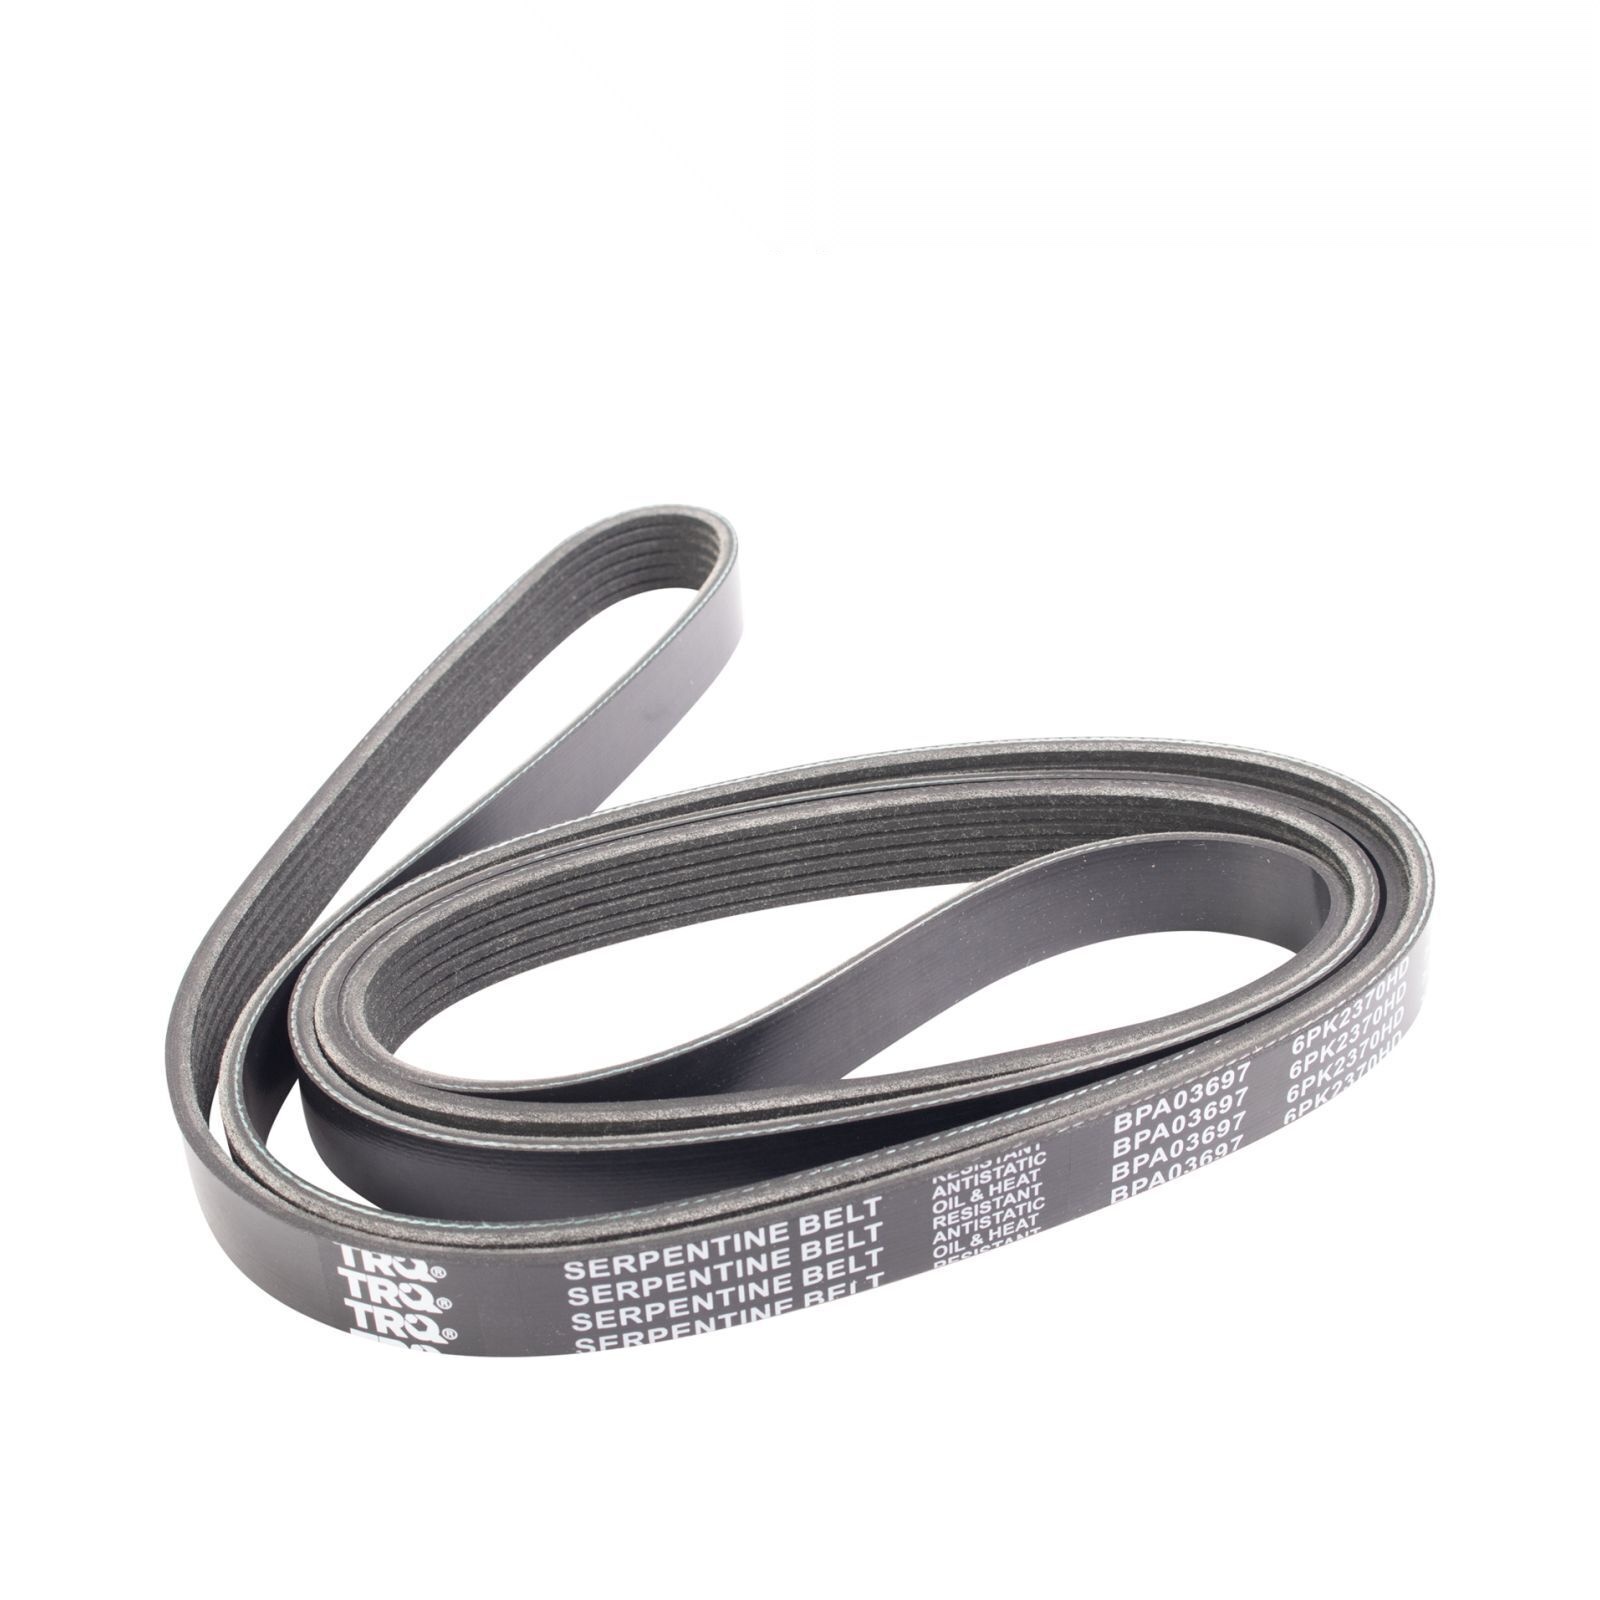 TRQ®
TRQ®
TRQ®
TRQ
SERPENTINE BELT
SERPENTINE BELT
SERPENTINE BELT
SERPENTINE BELT
RESISTANT
ANTISTATIC
OIL & HEAT
RESISTANT
ANTISTATIC
OIL & HEAT
RESISTANT
BPA03697
BPA03697
BPA03697
BPA03697
6PK2370HD
6PK2370HD
6PK2370HD
6PK2370HD